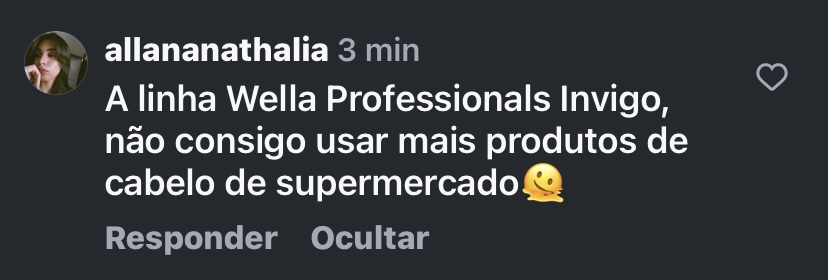 allananathalia 3 min
A linha Wella Professionals Invigo,
não consigo usar mais produtos de
cabelo de supermercado🫠
Responder Ocultar